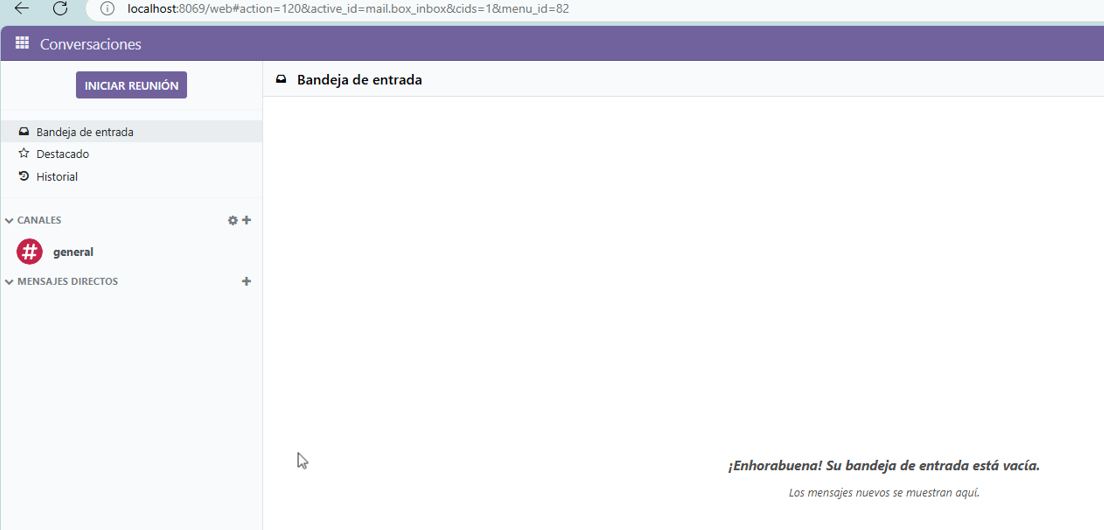 localhost:8069/web#action=120&active_id=mail.box_inbox&cids=1&menu_id=82
Conversaciones
INICIAR REUNIÓN
Bandeja de entrada
Bandeja de entrada
Destacado
Historial
CANALES
general
MENSAJES DIRECTOS
¡Enhorabuena! Su bandeja de entrada está vacía.
Los mensajes nuevos se muestran aquí.